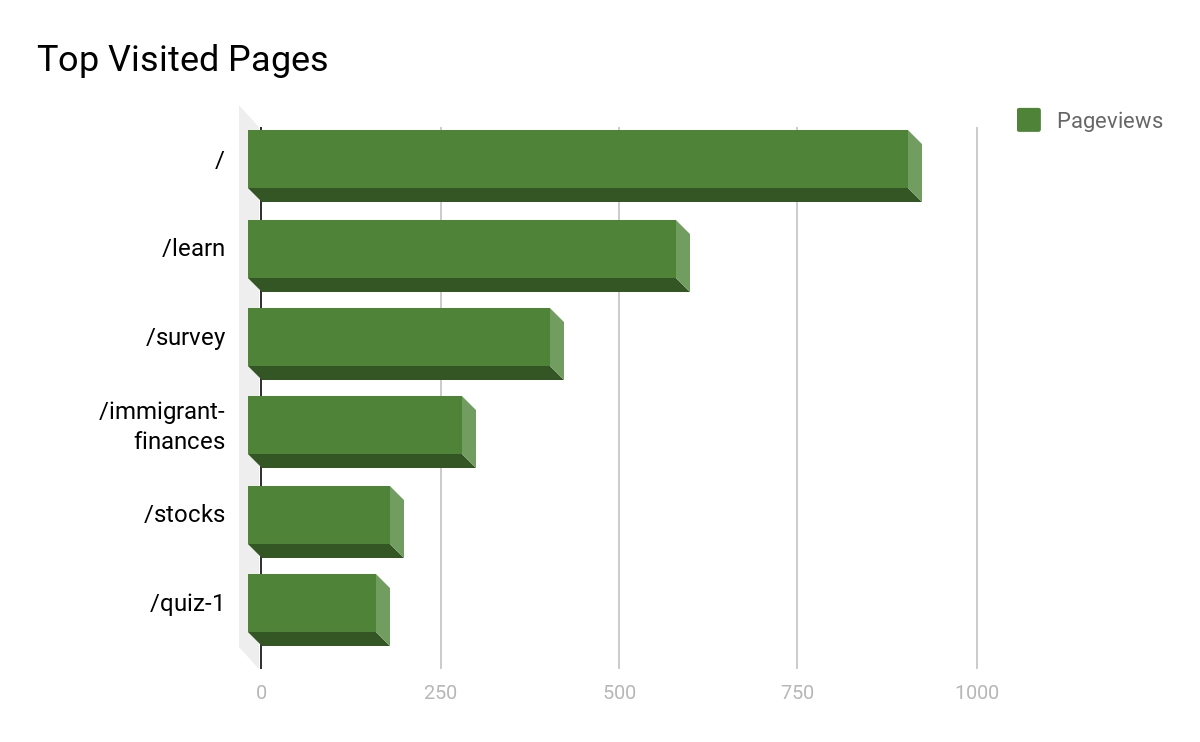 Top Visited Pages
Pageviews
/
/learn
/survey
/immigrant-
finances
/stocks
/quiz-1
0 250 500 750 1000